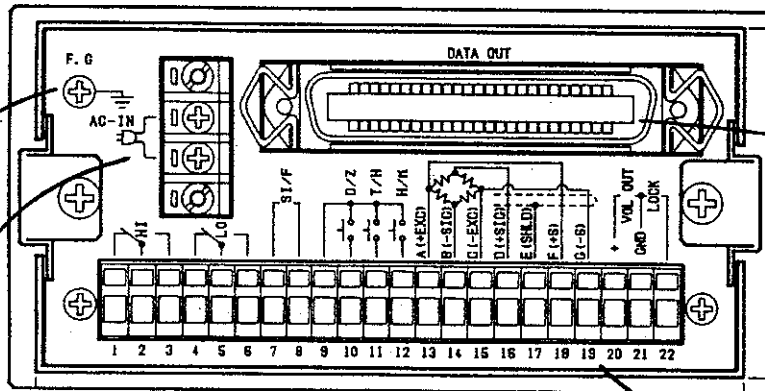 F.G
DATA OUT
AC-IN
HI
LO
SI/F
D/Z
T/H
H/M
A(+EXC)
B(-SIG)
C(-EXC)
D(+SIG)
E(SHLD)
F(+S)
G(-S)
+
VOL OUT
GND
LOCK
1 2 3 4 5 6 7 8 9 10 11 12 13 14 15 16 17 18 19 20 21 22